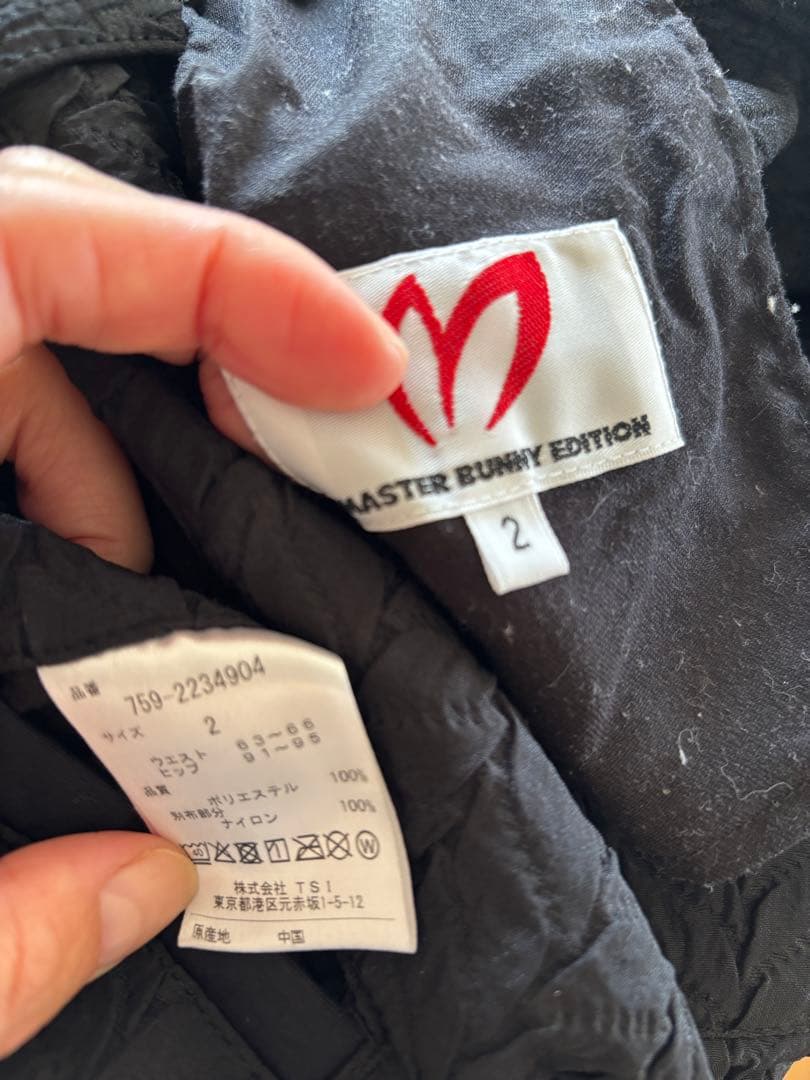 MASTER BUNNY EDITION
2
品番 759-2234904
サイズ 2
ウエスト 63〜66
ヒップ 91〜95
品質
ポリエステル 100%
別布部分
ナイロン 100%
40 W
株式会社 TSI
東京都港区元赤坂1-5-12
原産地 中国